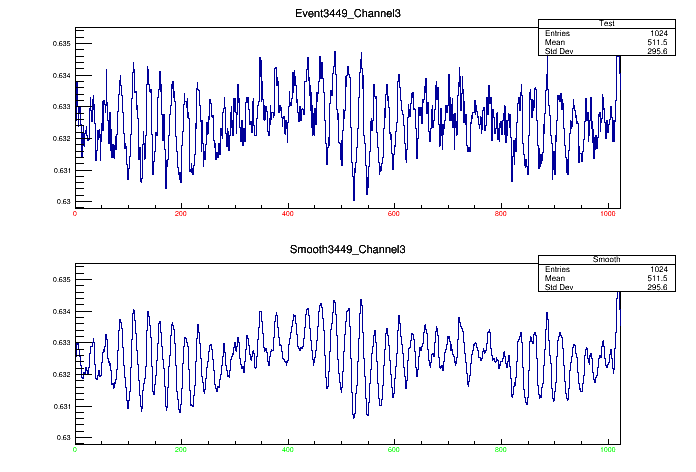 Event3449_Channel3
Test
Entries 1024
Mean 511.5
Std Dev 295.6
0.635
0.634
0.633
0.632
0.631
0.63
0 200 400 600 800 1000
Smooth3449_Channel3
Smooth
Entries 1024
Mean 511.5
Std Dev 295.6
0.635
0.634
0.633
0.632
0.631
0.63
0 200 400 600 800 1000